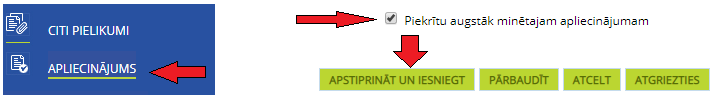 CITI PIELIKUMI
APLIECINĀJUMS
Piekrītu augstāk minētajam apliecinājumam
APSTIPRINĀT UN IESNIEGT PĀRBAUDĪT ATCELT ATGRIEZTIES